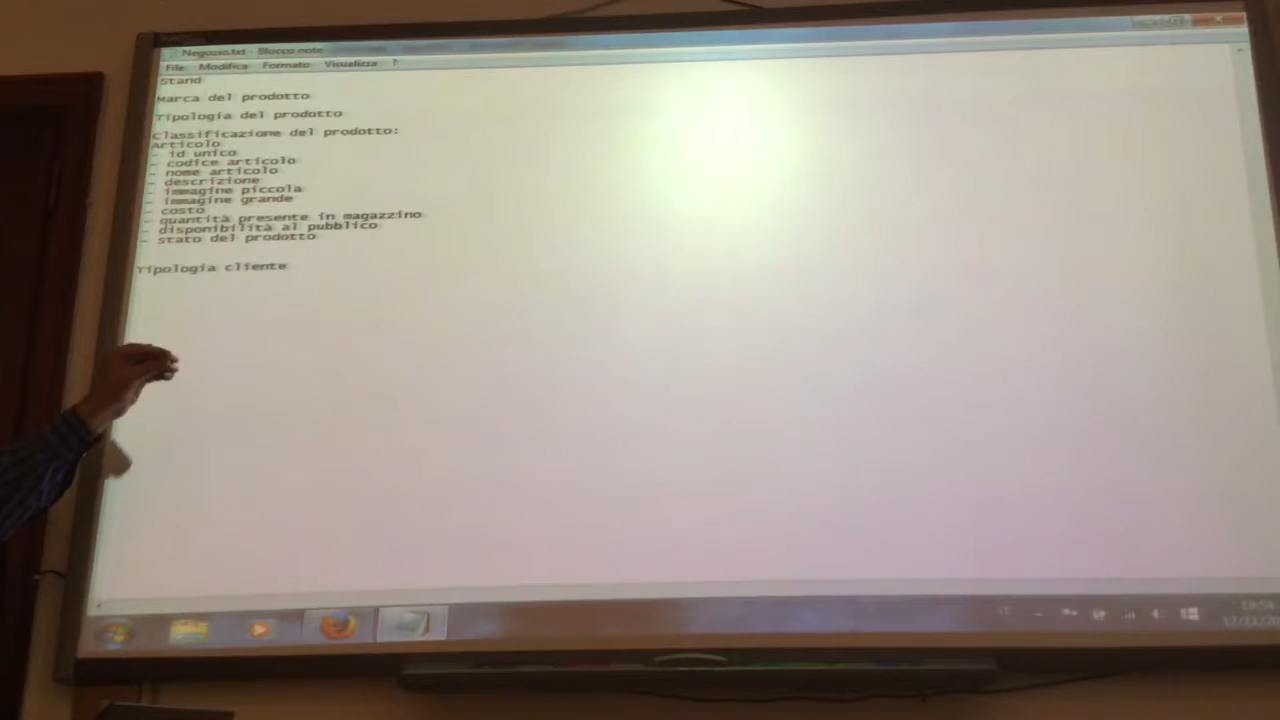 Negozio.txt - Blocco note
File Modifica Formato Visualizza ?
Stand
Marca del prodotto
Tipologia del prodotto
Classificazione del prodotto:
Articolo
- id unico
- codice articolo
- nome articolo
- descrizione
- immagine piccola
- immagine grande
- costo
- quantità presente in magazzino
- disponibilità al pubblico
- stato del prodotto
Tipologia cliente
IT